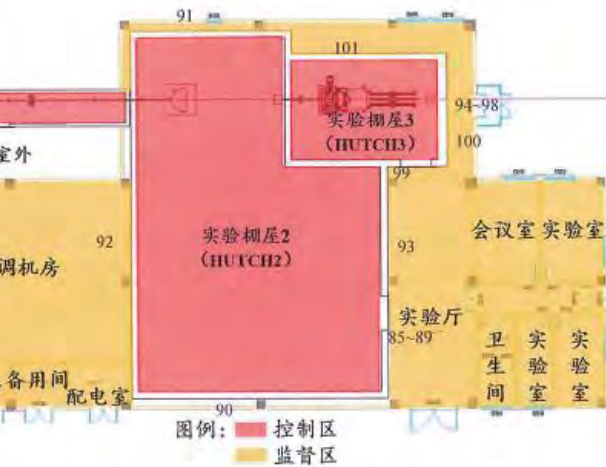 91
101
94~98
实验棚屋3
(HUTCH3)
100
室外
99
92
实验棚屋2
(HUTCH2)
93
会议室
实验室
调机房
实验厅
85~89
卫生间
实验室
实验室
备用间
配电室
90
图例:
控制区
监督区